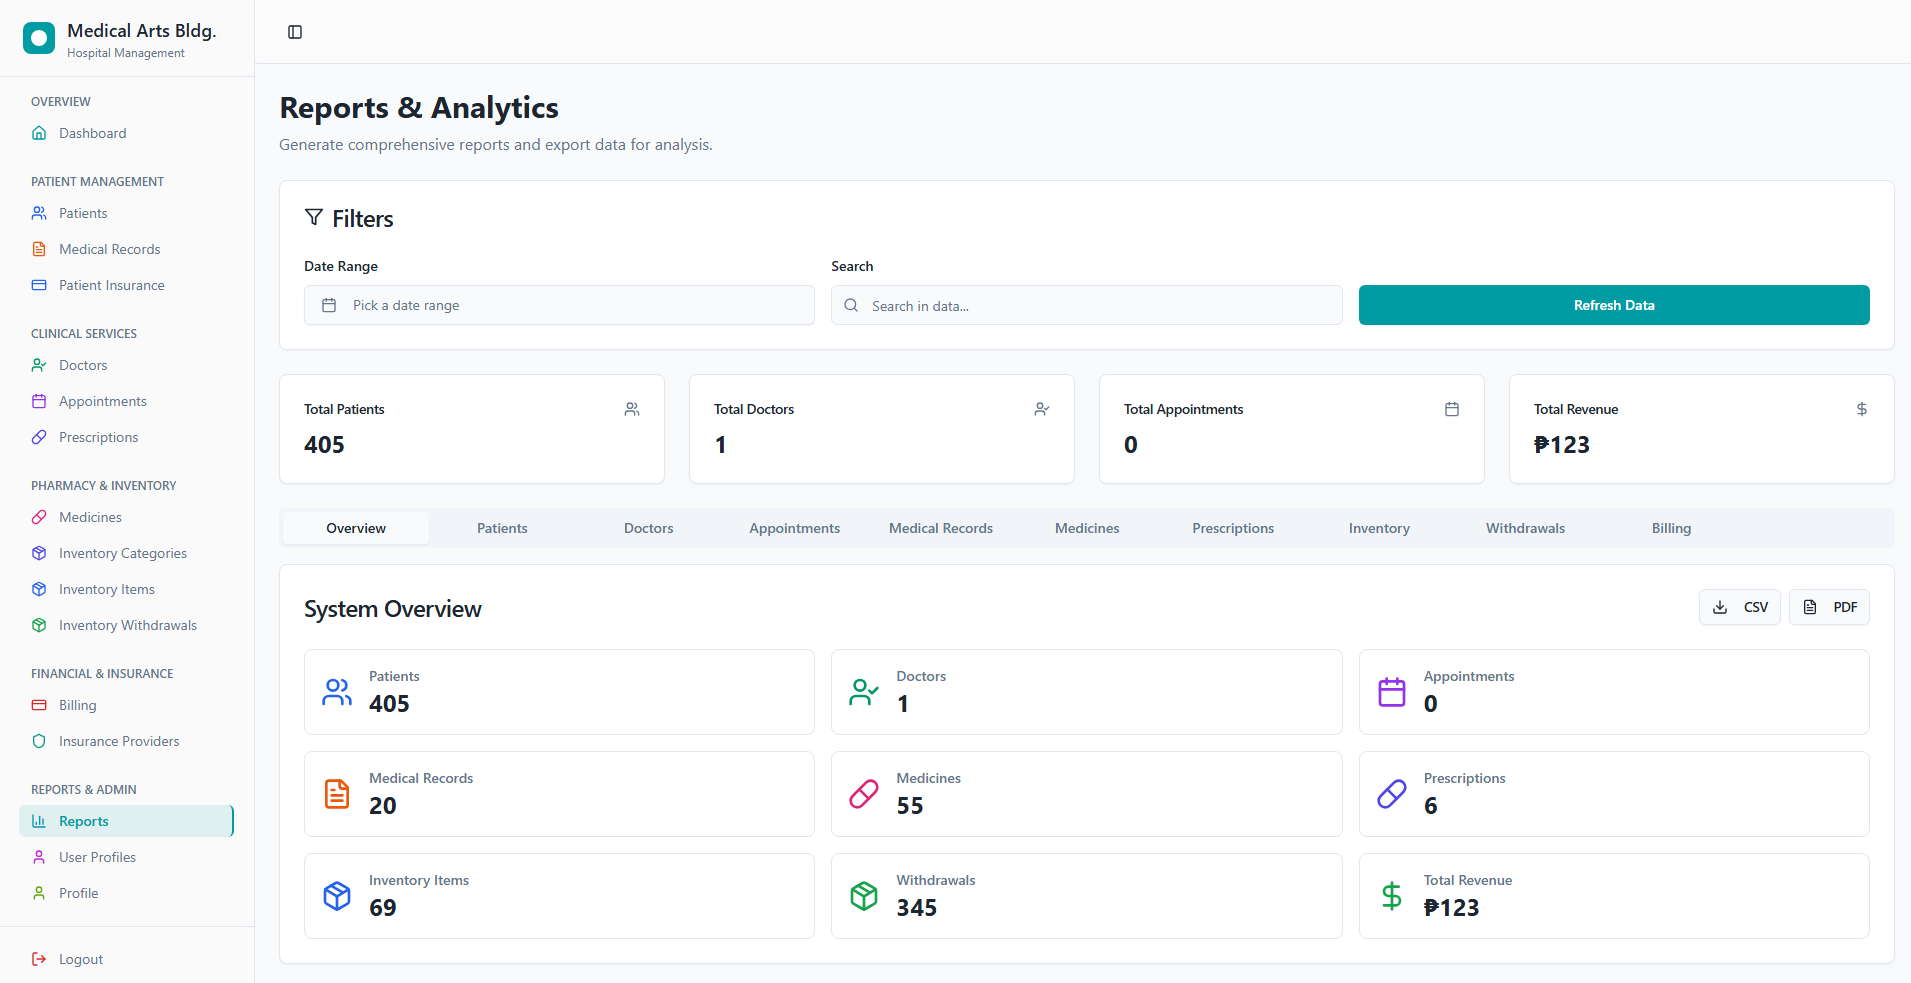 Medical Arts Bldg.
Hospital Management
OVERVIEW
Dashboard
PATIENT MANAGEMENT
Patients
Medical Records
Patient Insurance
CLINICAL SERVICES
Doctors
Appointments
Prescriptions
PHARMACY & INVENTORY
Medicines
Inventory Categories
Inventory Items
Inventory Withdrawals
FINANCIAL & INSURANCE
Billing
Insurance Providers
REPORTS & ADMIN
Reports
User Profiles
Profile
Logout
Reports & Analytics
Generate comprehensive reports and export data for analysis.
Filters
Date Range
Pick a date range
Search
Search in data...
Refresh Data
Total Patients
405
Total Doctors
1
Total Appointments
0
Total Revenue
₱123
Overview Patients Doctors Appointments Medical Records Medicines Prescriptions Inventory Withdrawals Billing
System Overview
CSV PDF
Patients
405
Doctors
1
Appointments
0
Medical Records
20
Medicines
55
Prescriptions
6
Inventory Items
69
Withdrawals
345
Total Revenue
₱123